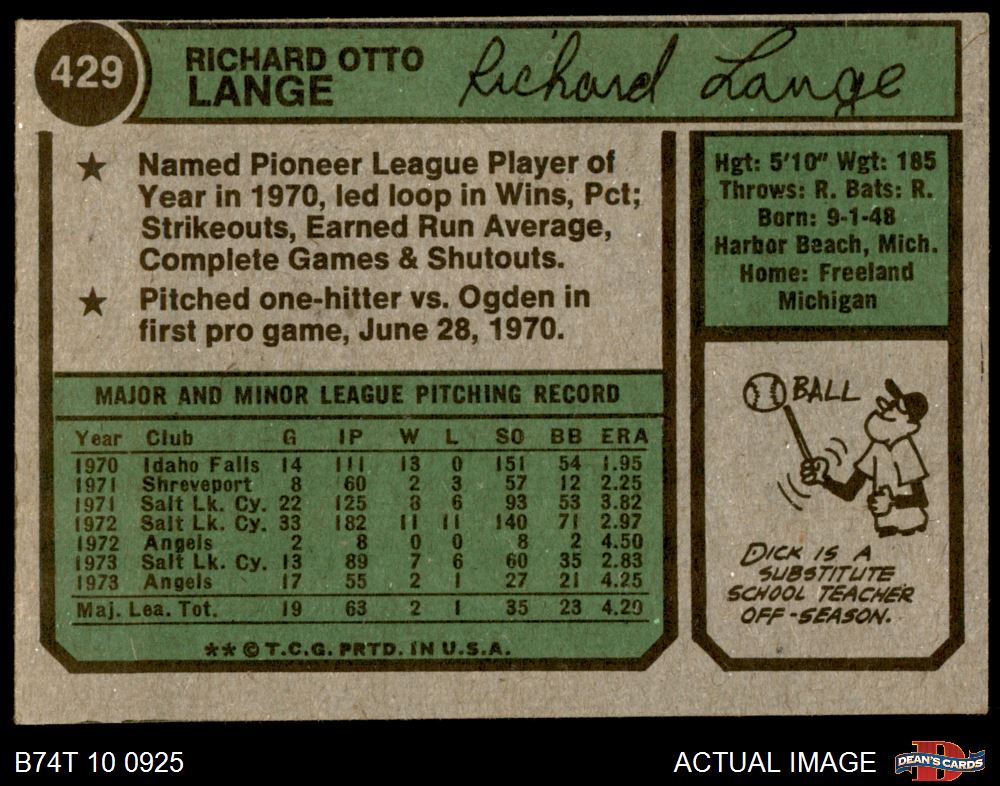 429
RICHARD OTTO
LANGE
Richard Lange
★ Named Pioneer League Player of
Year in 1970, led loop in Wins, Pct;
Strikeouts, Earned Run Average,
Complete Games & Shutouts.
★ Pitched one-hitter vs. Ogden in
first pro game, June 28, 1970.
Hgt: 5'10" Wgt: 185
Throws: R. Bats: R.
Born: 9-1-48
Harbor Beach, Mich.
Home: Freeland
Michigan
MAJOR AND MINOR LEAGUE PITCHING RECORD
Year Club G IP W L SO BB ERA
1970 Idaho Falls 14 111 13 0 151 54 1.95
1971 Shreveport 8 60 2 3 57 12 2.25
1971 Salt Lk. Cy. 22 125 8 6 93 53 3.82
1972 Salt Lk. Cy. 33 182 11 11 140 71 2.97
1972 Angels 2 8 0 0 8 2 4.50
1973 Salt Lk. Cy. 13 89 7 6 60 35 2.83
1973 Angels 17 55 2 1 27 21 4.25
Maj. Lea. Tot. 19 63 2 1 35 23 4.29
** © T.C.G. PRTD. IN U.S.A.
BALL
DICK IS A
SUBSTITUTE
SCHOOL TEACHER
OFF-SEASON.
B74T 10 0925
ACTUAL IMAGE
D
DEAN'S CARDS